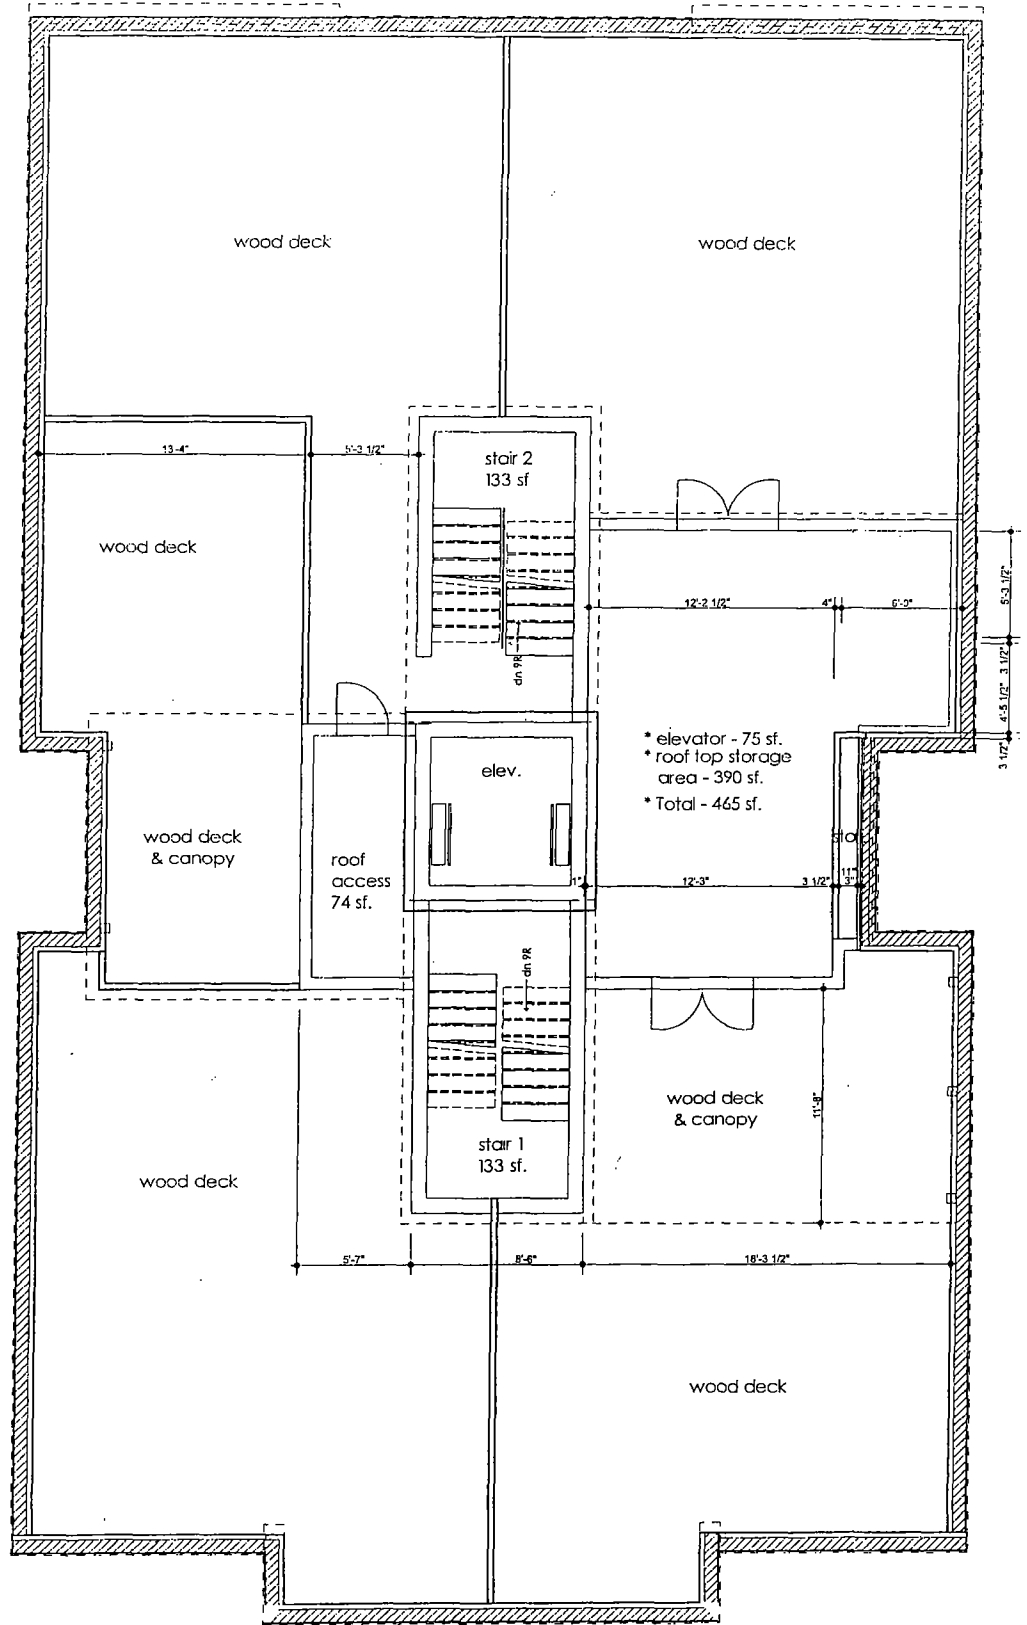 wood deck
wood deck
13'-4"
5'-3 1/2"
stair 2
133 sf
wood deck
12'-2 1/2"
4"
6'-0"
5'-3 1/2"
3 1/2"
4'-5 1/2"
3 1/2"
dn 9R
* elevator - 75 sf.
* roof top storage
area - 390 sf.
* Total - 465 sf.
elev.
wood deck
& canopy
roof
access
74 sf.
sto
1"
12'-3"
3 1/2"
11"
3"
dn 9R
wood deck
& canopy
11'-8"
stair 1
133 sf.
wood deck
5'-7"
8'-6"
18'-3 1/2"
wood deck